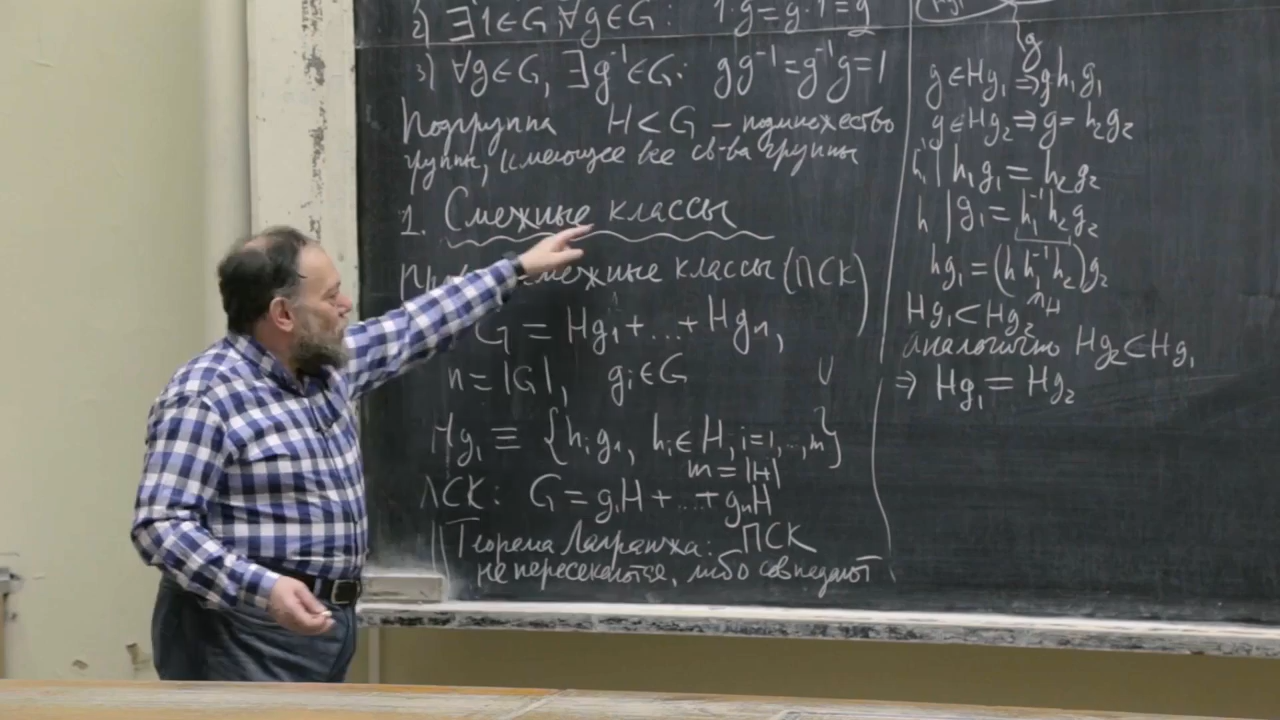 2) ∃1∈G, ∀g∈G: 1·g=g·1=g
3) ∀g∈G, ∃g⁻¹∈G: gg⁻¹=g⁻¹g=1
Подгруппа H<G – подмножество
группы, имеющее все св-ва группы
1. Смежные классы
смежные классы (ПСК)
G = Hg₁+...+Hgₙ,
n=|G|, gᵢ∈G
Hg₁ ≡ {hᵢg₁, hᵢ∈H, i=1,...,m}
m=|H|
ЛСК: G=g₁H+...+gₙH
Теорема Лагранжа: ПСК
не пересекаются, либо совпадают
g
g∈Hg₁ ⇒ gh₁g₁
g∈Hg₂ ⇒ g=h₂g₂
h₁g₁ = h₂g₂
h | g₁ = h₁⁻¹h₂g₂
hg₁=(hh₁⁻¹h₂)g₂
Hg₁⊂Hg₂ ∩H
аналогично Hg₂⊂Hg₁
⇒ Hg₁=Hg₂